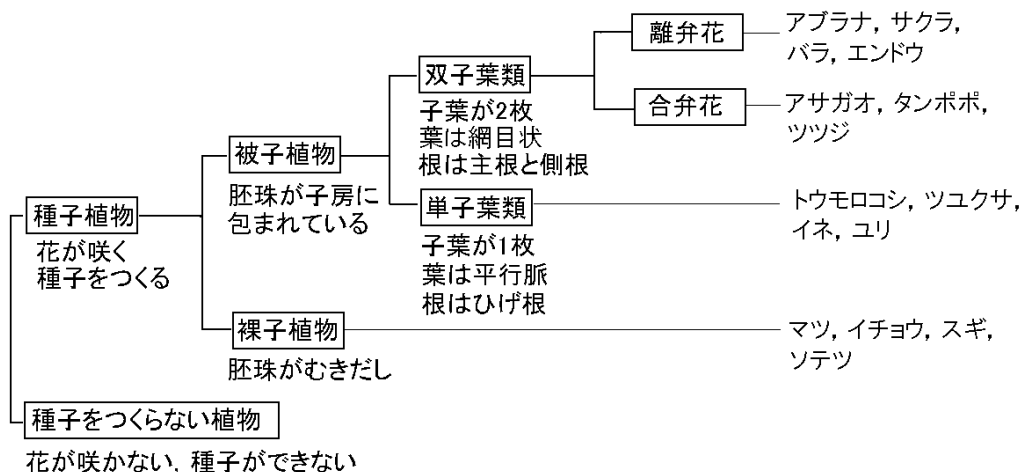 離弁花
アブラナ，サクラ，
バラ，エンドウ
双子葉類
子葉が2枚
葉は網目状
根は主根と側根
合弁花
アサガオ，タンポポ，
ツツジ
被子植物
胚珠が子房に
包まれている
種子植物
花が咲く
種子をつくる
単子葉類
子葉が1枚
葉は平行脈
根はひげ根
トウモロコシ，ツユクサ，
イネ，ユリ
裸子植物
胚珠がむきだし
マツ，イチョウ，スギ，
ソテツ
種子をつくらない植物
花が咲かない，種子ができない